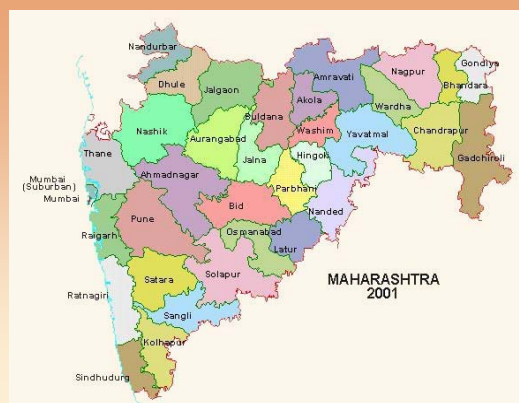 Nandurbar
Dhule
Jalgaon
Buldana
Akola
Amravati
Nagpur
Gondiya
Bhandara
Wardha
Washim
Yavatmal
Chandrapur
Gadchiroli
Nashik
Aurangabad
Jalna
Hingoli
Parbhani
Nanded
Thane
Ahmadnagar
Mumbai
(Suburban)
Mumbai
Pune
Bid
Raigarh
Osmanabad
Latur
Satara
Solapur
Ratnagiri
Sangli
Kolhapur
Sindhudurg
MAHARASHTRA
2001